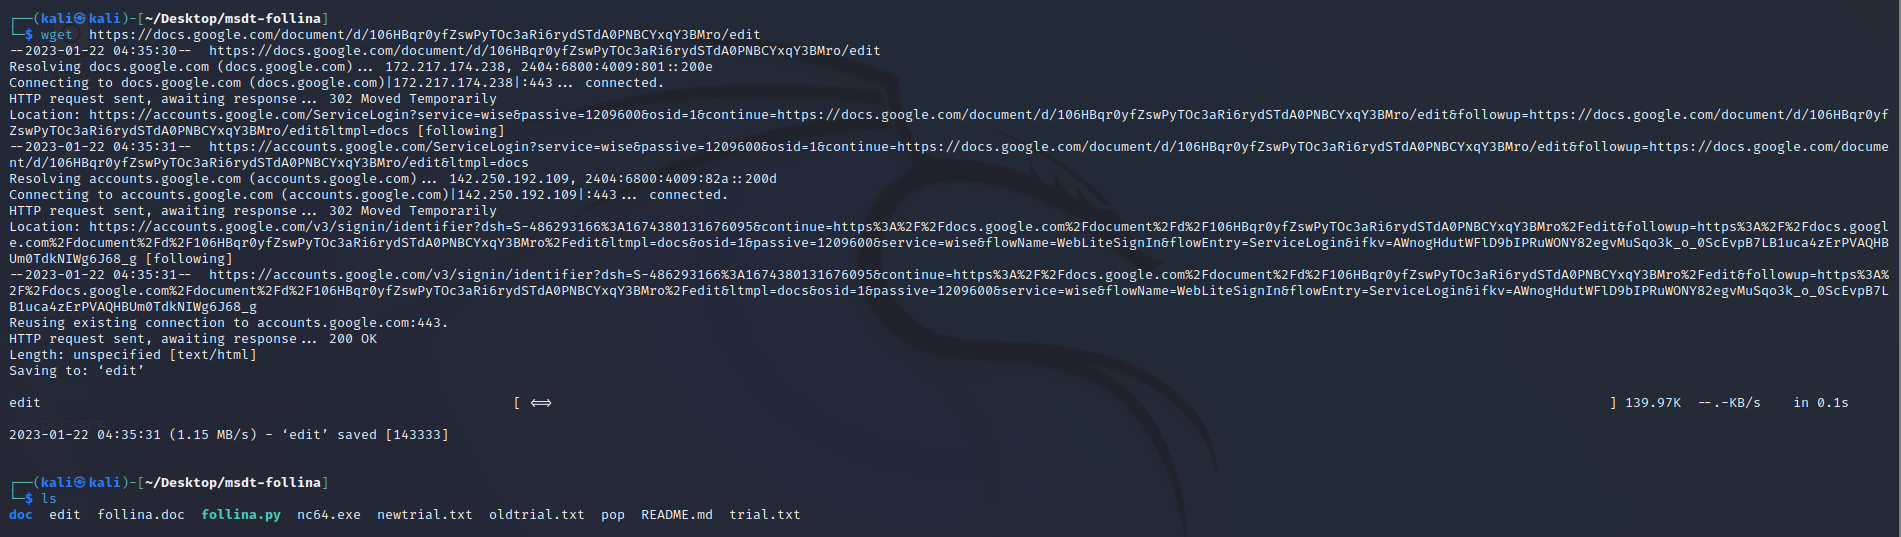 ┌──(kali㉿kali)-[~/Desktop/msdt-follina]
└─$ wget  https://docs.google.com/document/d/106HBqr0yfZswPyTOc3aRi6rydSTdA0PNBCYxqY3BMro/edit
--2023-01-22 04:35:30--  https://docs.google.com/document/d/106HBqr0yfZswPyTOc3aRi6rydSTdA0PNBCYxqY3BMro/edit
Resolving docs.google.com (docs.google.com)... 172.217.174.238, 2404:6800:4009:801::200e
Connecting to docs.google.com (docs.google.com)|172.217.174.238|:443... connected.
HTTP request sent, awaiting response... 302 Moved Temporarily
Location: https://accounts.google.com/ServiceLogin?service=wise&passive=1209600&osid=1&continue=https://docs.google.com/document/d/106HBqr0yfZswPyTOc3aRi6rydSTdA0PNBCYxqY3BMro/edit&followup=https://docs.google.com/document/d/106HBqr0yf
ZswPyTOc3aRi6rydSTdA0PNBCYxqY3BMro/edit&ltmpl=docs [following]
--2023-01-22 04:35:31--  https://accounts.google.com/ServiceLogin?service=wise&passive=1209600&osid=1&continue=https://docs.google.com/document/d/106HBqr0yfZswPyTOc3aRi6rydSTdA0PNBCYxqY3BMro/edit&followup=https://docs.google.com/docume
nt/d/106HBqr0yfZswPyTOc3aRi6rydSTdA0PNBCYxqY3BMro/edit&ltmpl=docs
Resolving accounts.google.com (accounts.google.com)... 142.250.192.109, 2404:6800:4009:82a::200d
Connecting to accounts.google.com (accounts.google.com)|142.250.192.109|:443... connected.
HTTP request sent, awaiting response... 302 Moved Temporarily
Location: https://accounts.google.com/v3/signin/identifier?dsh=S-486293166%3A1674380131676095&continue=https%3A%2F%2Fdocs.google.com%2Fdocument%2Fd%2F106HBqr0yfZswPyTOc3aRi6rydSTdA0PNBCYxqY3BMro%2Fedit&followup=https%3A%2F%2Fdocs.googl
e.com%2Fdocument%2Fd%2F106HBqr0yfZswPyTOc3aRi6rydSTdA0PNBCYxqY3BMro%2Fedit&ltmpl=docs&osid=1&passive=1209600&service=wise&flowName=WebLiteSignIn&flowEntry=ServiceLogin&ifkv=AWnogHdutWFlD9bIPRuWONY82egvMuSqo3k_o_0ScEvpB7LB1uca4zErPVAQHB
Um0TdkNIWg6J68_g [following]
--2023-01-22 04:35:31--  https://accounts.google.com/v3/signin/identifier?dsh=S-486293166%3A1674380131676095&continue=https%3A%2F%2Fdocs.google.com%2Fdocument%2Fd%2F106HBqr0yfZswPyTOc3aRi6rydSTdA0PNBCYxqY3BMro%2Fedit&followup=https%3A%
2F%2Fdocs.google.com%2Fdocument%2Fd%2F106HBqr0yfZswPyTOc3aRi6rydSTdA0PNBCYxqY3BMro%2Fedit&ltmpl=docs&osid=1&passive=1209600&service=wise&flowName=WebLiteSignIn&flowEntry=ServiceLogin&ifkv=AWnogHdutWFlD9bIPRuWONY82egvMuSqo3k_o_0ScEvpB7L
B1uca4zErPVAQHBUm0TdkNIWg6J68_g
Reusing existing connection to accounts.google.com:443.
HTTP request sent, awaiting response... 200 OK
Length: unspecified [text/html]
Saving to: ‘edit’
edit [ <=> ] 139.97K  --.-KB/s    in 0.1s
2023-01-22 04:35:31 (1.15 MB/s) - ‘edit’ saved [143333]
┌──(kali㉿kali)-[~/Desktop/msdt-follina]
└─$ ls
doc  edit  follina.doc  follina.py  nc64.exe  newtrial.txt  oldtrial.txt  pop  README.md  trial.txt